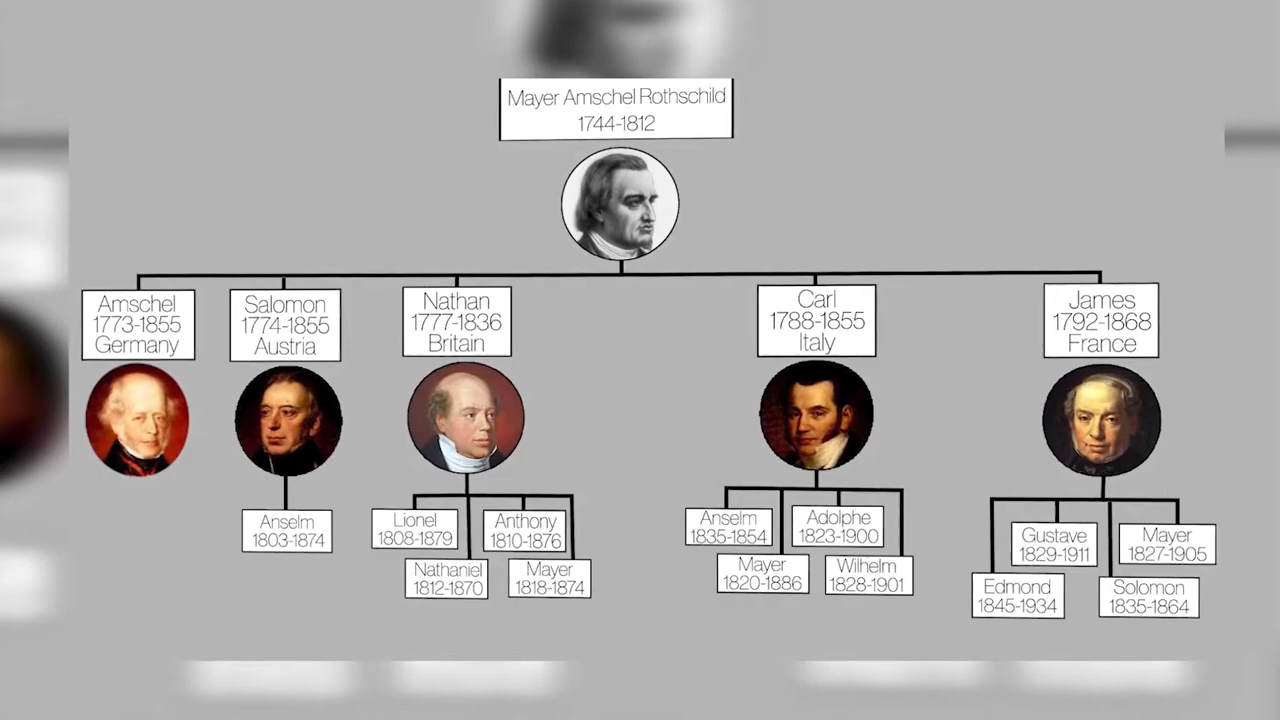 Mayer Amschel Rothschild
1744-1812
Amschel
1773-1855
Germany
Salomon
1774-1855
Austria
Nathan
1777-1836
Britain
Carl
1788-1855
Italy
James
1792-1868
France
Anselm
1803-1874
Lionel
1808-1879
Anthony
1810-1876
Nathaniel
1812-1870
Mayer
1818-1874
Anselm
1835-1854
Adolphe
1823-1900
Mayer
1820-1886
Wilhelm
1828-1901
Gustave
1829-1911
Mayer
1827-1905
Edmond
1845-1934
Solomon
1835-1864